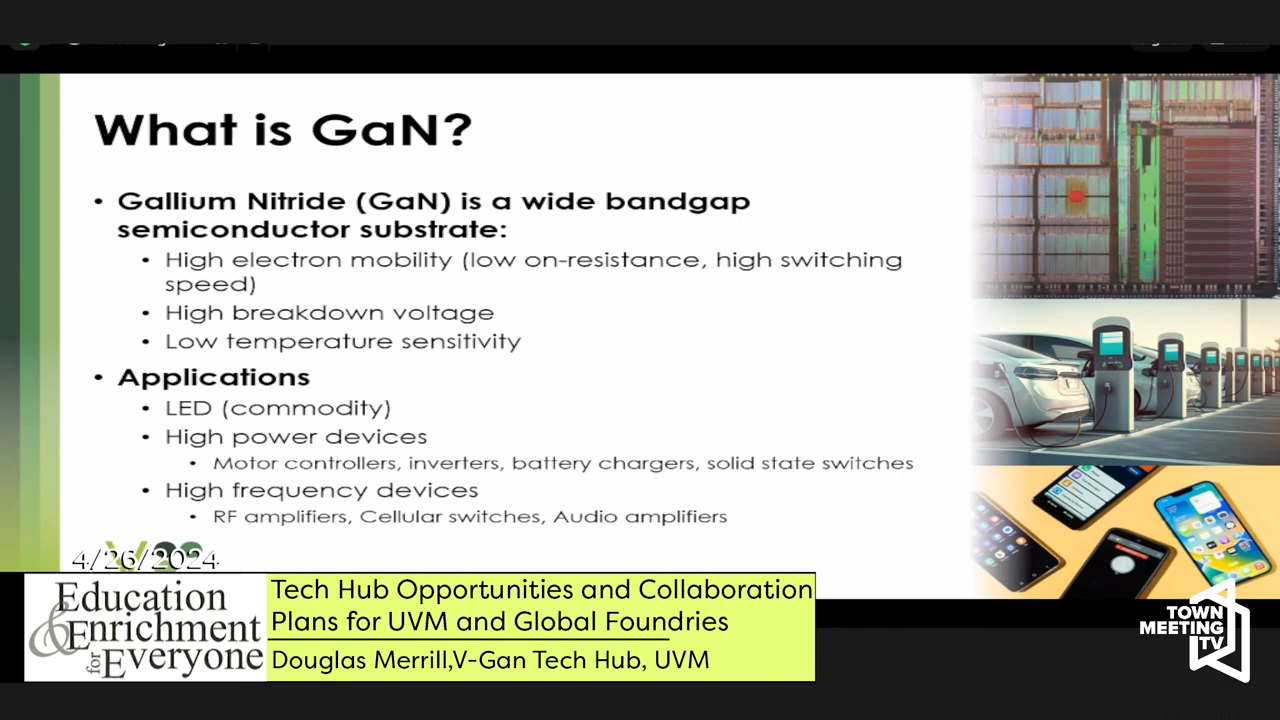 What is GaN?
• Gallium Nitride (GaN) is a wide bandgap
semiconductor substrate:
• High electron mobility (low on-resistance, high switching
speed)
• High breakdown voltage
• Low temperature sensitivity
• Applications
• LED (commodity)
• High power devices
• Motor controllers, inverters, battery chargers, solid state switches
• High frequency devices
• RF amplifiers, Cellular switches, Audio amplifiers
4/26/2024
Education
& Enrichment
for Everyone
Tech Hub Opportunities and Collaboration
Plans for UVM and Global Foundries
Douglas Merrill,V-Gan Tech Hub, UVM
TOWN
MEETING
TV